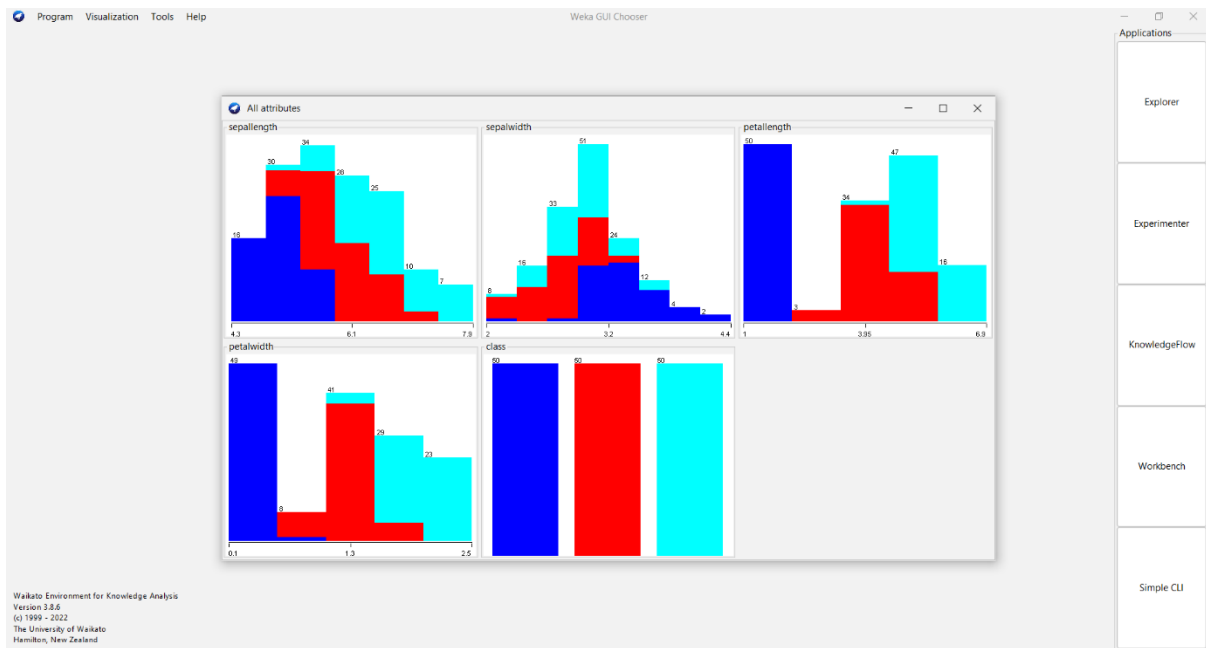 Program Visualization Tools Help
Weka GUI Chooser
Applications
Explorer
Experimenter
KnowledgeFlow
Workbench
Simple CLI
All attributes
sepallength
16 30 34 28 25 10 7
4.3 6.1 7.9
sepalwidth
8 16 33 51 24 12 4 2
2 3.2 4.4
petallength
50 3 34 47 16
1 3.95 6.9
petalwidth
49 8 41 29 23
0.1 1.3 2.5
class
50 50 50
Waikato Environment for Knowledge Analysis
Version 3.8.6
(c) 1999 - 2022
The University of Waikato
Hamilton, New Zealand